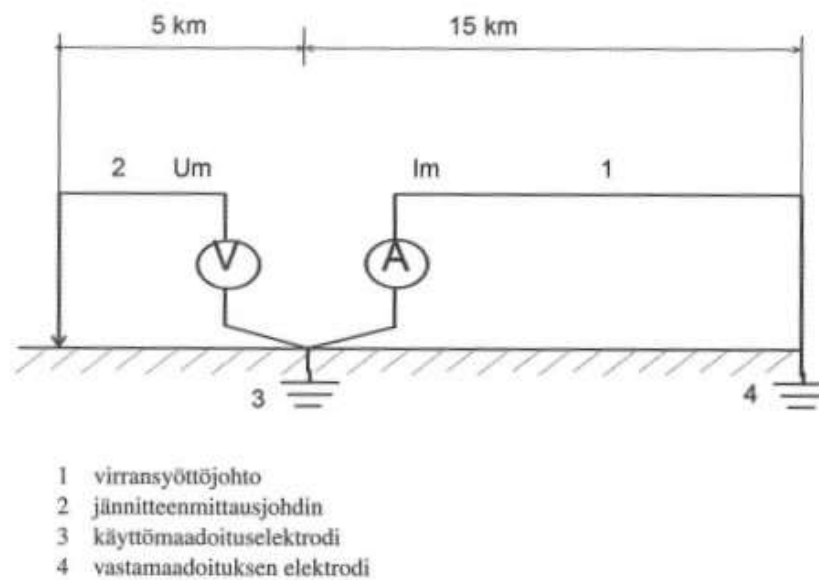 5 km 15 km
2 Um Im 1
V A
3 4
1 virransyöttöjohto
2 jännitteenmittausjohdin
3 käyttömaadoituselektrodi
4 vastamaadoituksen elektrodi